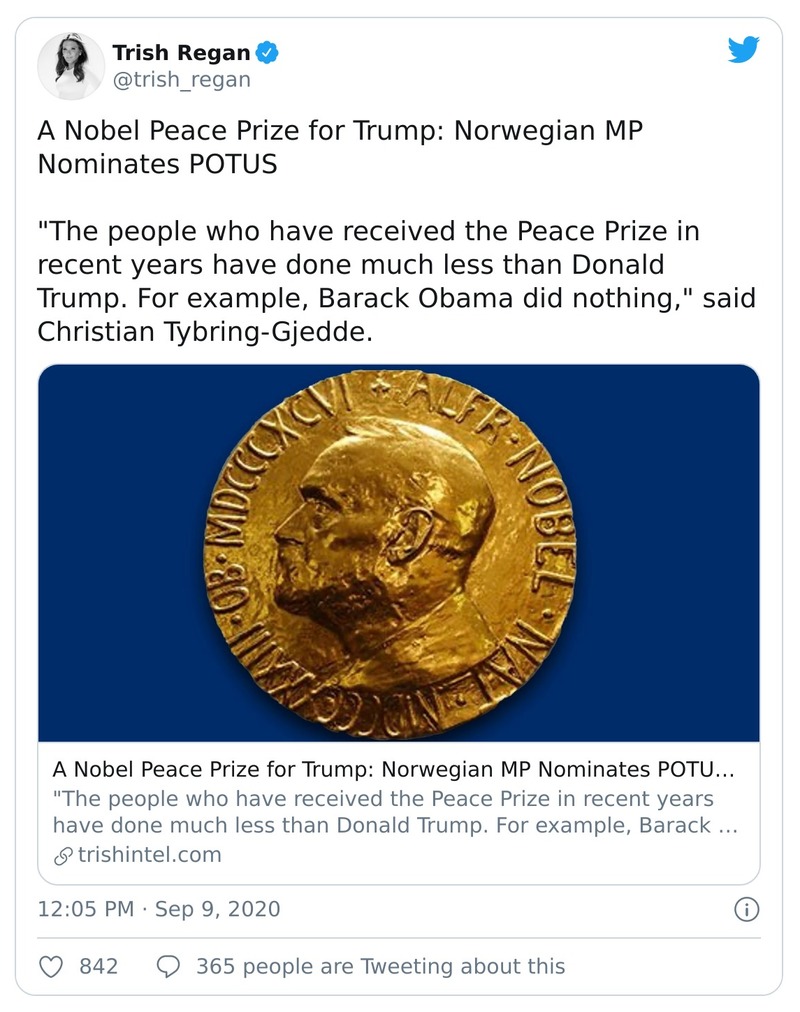 Trish Regan
@trish_regan
A Nobel Peace Prize for Trump: Norwegian MP
Nominates POTUS
"The people who have received the Peace Prize in
recent years have done much less than Donald
Trump. For example, Barack Obama did nothing," said
Christian Tybring-Gjedde.
ALFR· NOBEL · NAT· MDCCC XXXIII · OB· MDCCCXCVI
A Nobel Peace Prize for Trump: Norwegian MP Nominates POTU...
"The people who have received the Peace Prize in recent years
have done much less than Donald Trump. For example, Barack ...
trishintel.com
12:05 PM · Sep 9, 2020
842
365 people are Tweeting about this